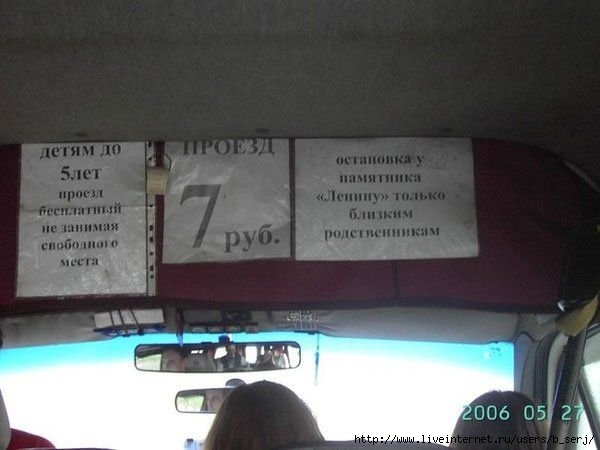 детям до
5лет
проезд
бесплатный
не занимая
свободного
места
ПРОЕЗД
7 руб.
остановка у
памятника
«Ленину» только
близким
родственникам
2006 05 27
http://www.liveinternet.ru/users/b_serj/